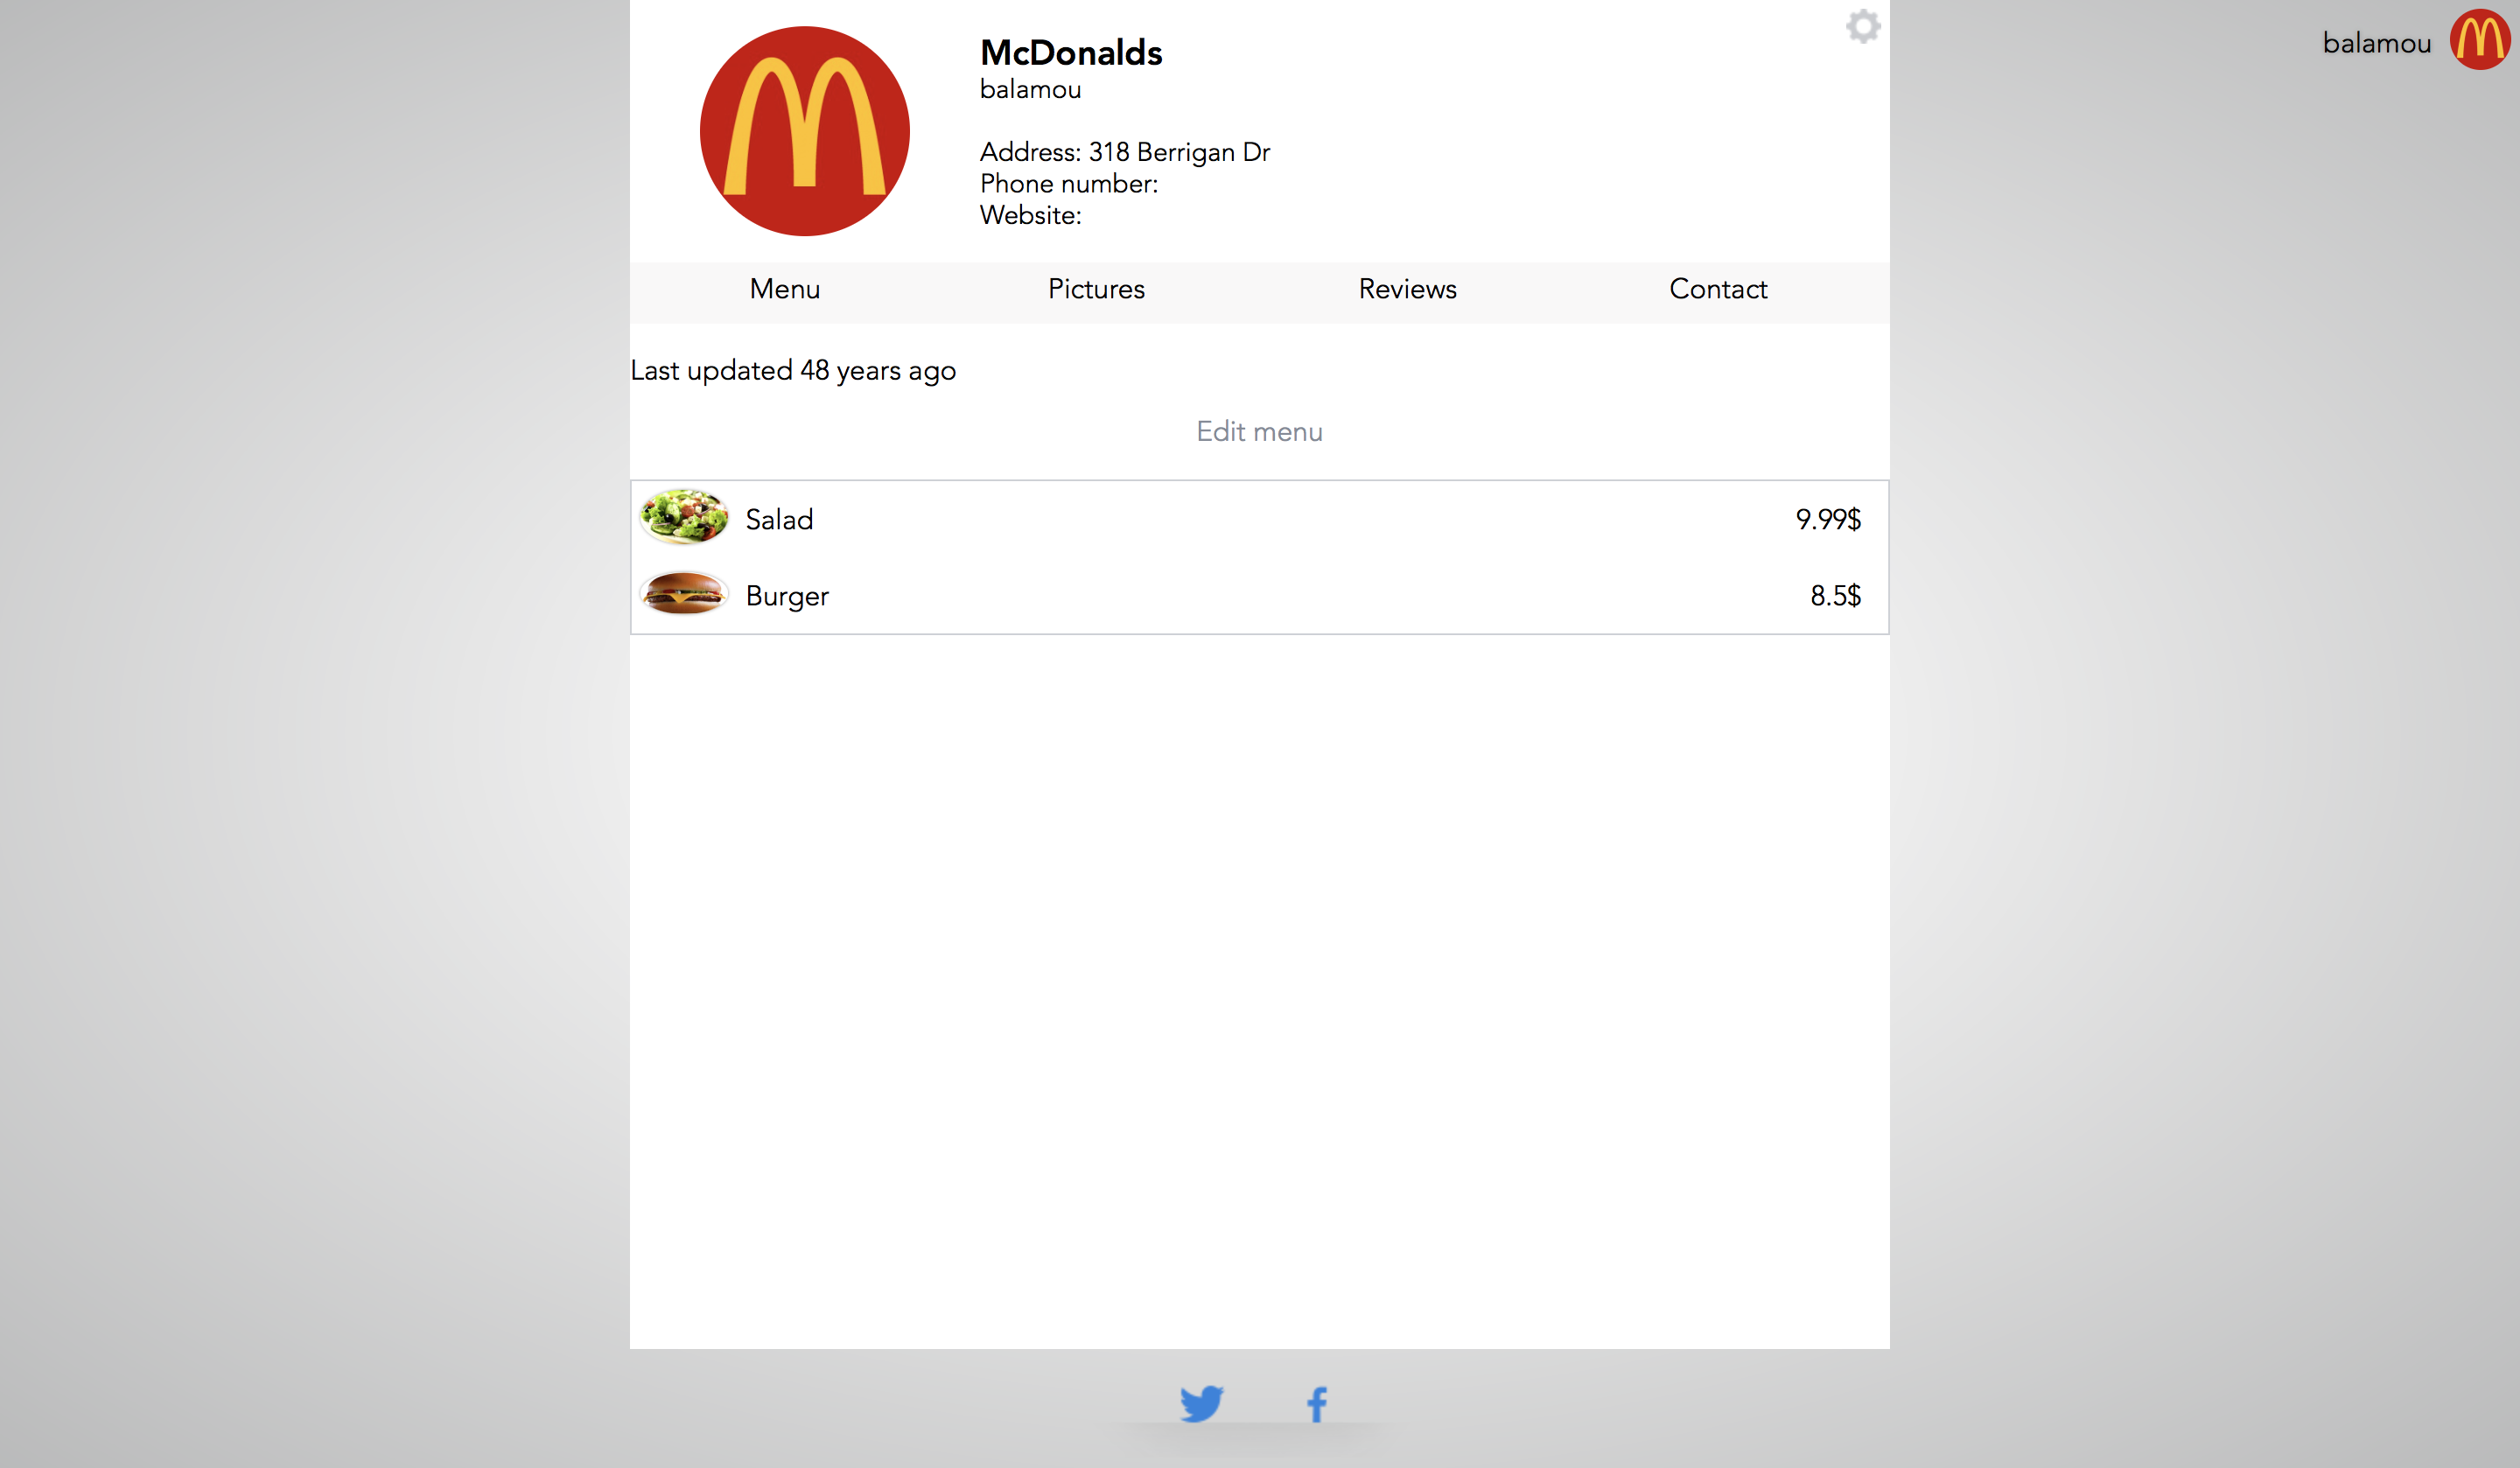 McDonalds
balamou
balamou
Address: 318 Berrigan Dr
Phone number:
Website:
Menu Pictures Reviews Contact
Last updated 48 years ago
Edit menu
Salad 9.99$
Burger 8.5$